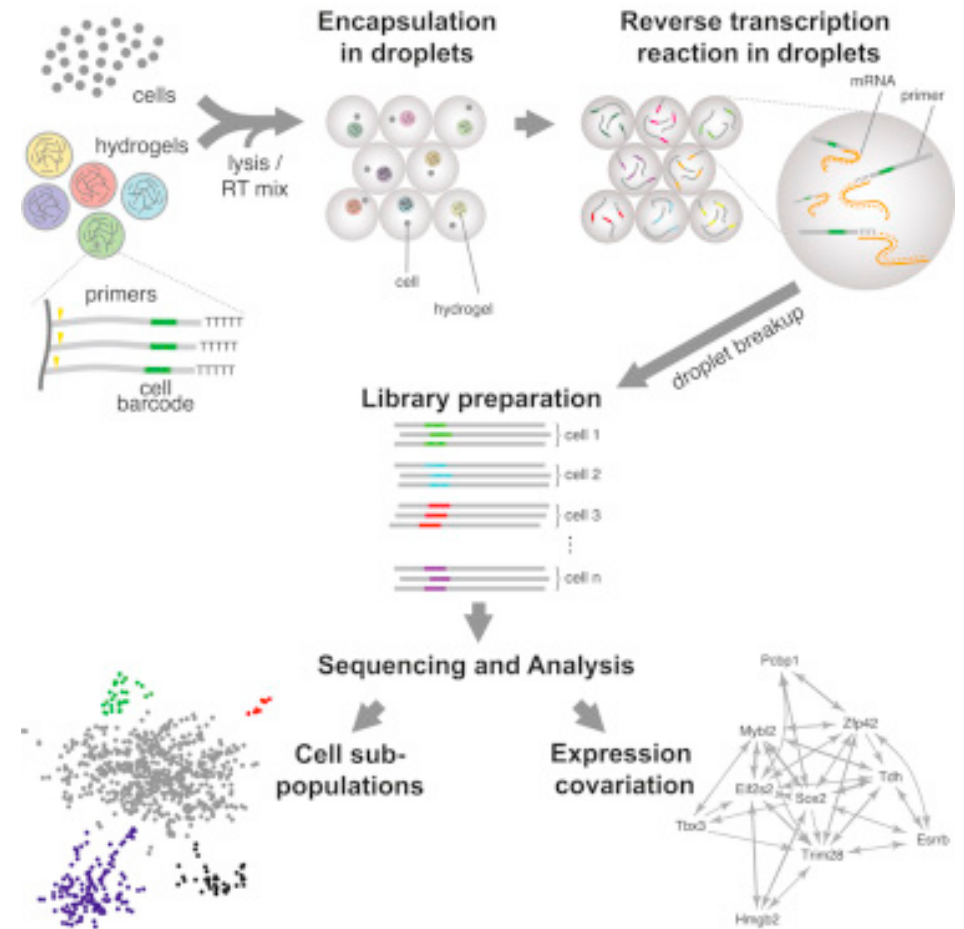 Encapsulation
in droplets
Reverse transcription
reaction in droplets
mRNA
primer
cells
hydrogels
lysis /
RT mix
cell
hydrogel
primers
TTTTT
TTTTT
TTTTT
cell
barcode
TTT
droplet breakup
Library preparation
cell 1
cell 2
cell 3
cell n
Sequencing and Analysis
Cell sub-
populations
Expression
covariation
Pcbp1
Mybl2
Zfp42
Tdh
Eif2s2
Sox2
Tbx3
Esrrb
Trim28
Hmgb2